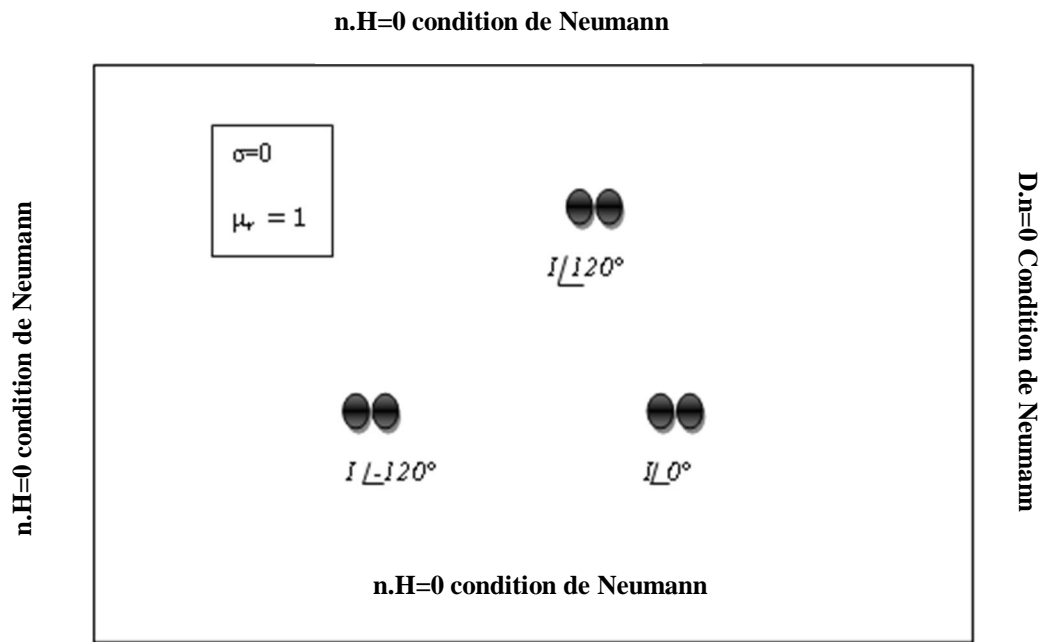 n.H=0 condition de Neumann
σ=0
μr = 1
I/120°
n.H=0 condition de Neumann
D.n=0 Condition de Neumann
I /-120°
I/ 0°
n.H=0 condition de Neumann